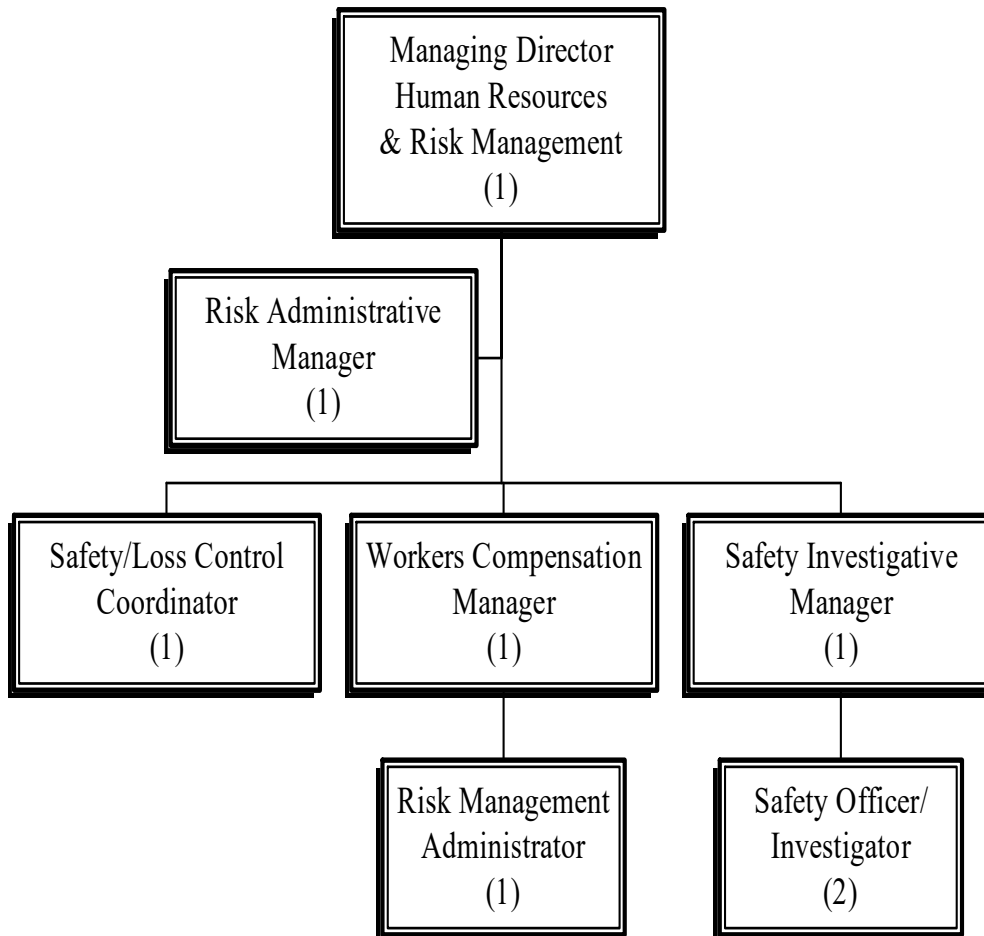 Managing Director
Human Resources
& Risk Management
(1)
Risk Administrative
Manager
(1)
Safety/Loss Control
Coordinator
(1)
Workers Compensation
Manager
(1)
Safety Investigative
Manager
(1)
Risk Management
Administrator
(1)
Safety Officer/
Investigator
(2)